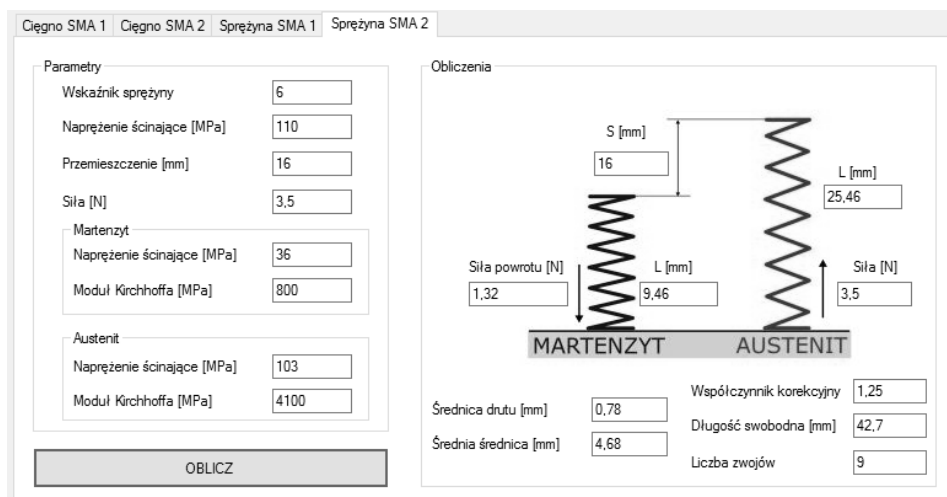 Cięgno SMA 1 Cięgno SMA 2 Sprężyna SMA 1 Sprężyna SMA 2
Parametry
Wskaźnik sprężyny 6
Naprężenie ścinające [MPa] 110
Przemieszczenie [mm] 16
Siła [N] 3,5
Martenzyt
Naprężenie ścinające [MPa] 36
Moduł Kirchhoffa [MPa] 800
Austenit
Naprężenie ścinające [MPa] 103
Moduł Kirchhoffa [MPa] 4100
OBLICZ
Obliczenia
S [mm]
16
L [mm]
25,46
Siła powrotu [N] L [mm] Siła [N]
1,32 9,46 3,5
MARTENZYT AUSTENIT
Średnica drutu [mm] 0,78
Średnia średnica [mm] 4,68
Współczynnik korekcyjny 1,25
Długość swobodna [mm] 42,7
Liczba zwojów 9